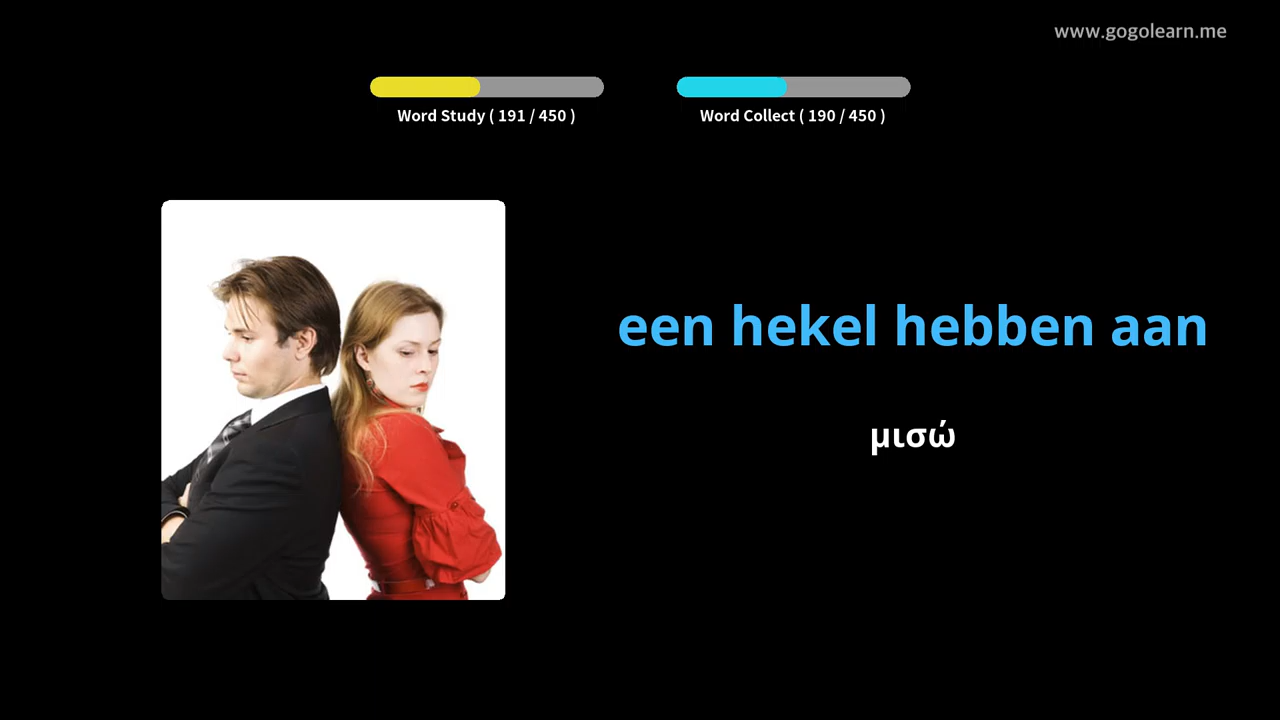 www.gogolearn.me
Word Study ( 191 / 450 )
Word Collect ( 190 / 450 )
een hekel hebben aan
μισώ